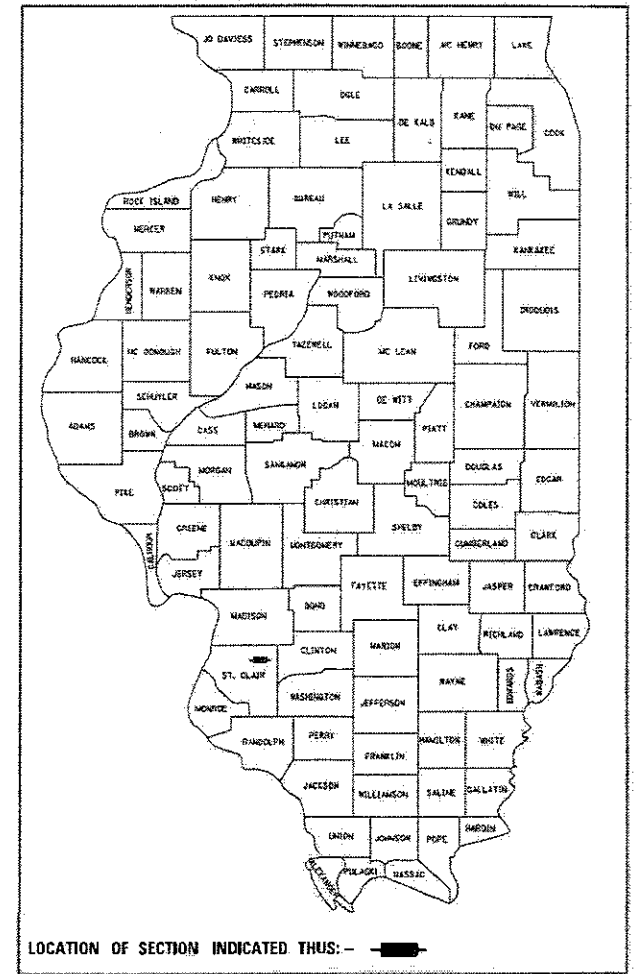 JO DAVIESS STEPHENSON WINNEBAGO BOONE MC HENRY LAKE
CARROLL OGLE DE KALB KANE DU PAGE COOK
WHITESIDE LEE
KENDALL WILL
ROCK ISLAND HENRY BUREAU LA SALLE GRUNDY
MERCER PUTNAM KANKAKEE
STARK MARSHALL
HENDERSON WARREN KNOX PEORIA WOODFORD LIVINGSTON IROQUOIS
HANCOCK MC DONOUGH FULTON TAZEWELL MC LEAN FORD
SCHUYLER MASON LOGAN DE WITT CHAMPAIGN VERMILION
ADAMS BROWN CASS MENARD MACON PIATT
MORGAN SANGAMON DOUGLAS EDGAR
PIKE SCOTT CHRISTIAN MOULTRIE COLES
GREENE MACOUPIN MONTGOMERY SHELBY CUMBERLAND CLARK
CALHOUN JERSEY FAYETTE EFFINGHAM JASPER CRAWFORD
MADISON BOND CLAY RICHLAND LAWRENCE
CLINTON MARION
ST. CLAIR WAYNE EDWARDS WABASH
MONROE WASHINGTON JEFFERSON
RANDOLPH PERRY HAMILTON WHITE
FRANKLIN
JACKSON WILLIAMSON SALINE GALLATIN
UNION JOHNSON POPE HARDIN
ALEXANDER PULASKI MASSAC
LOCATION OF SECTION INDICATED THUS: -